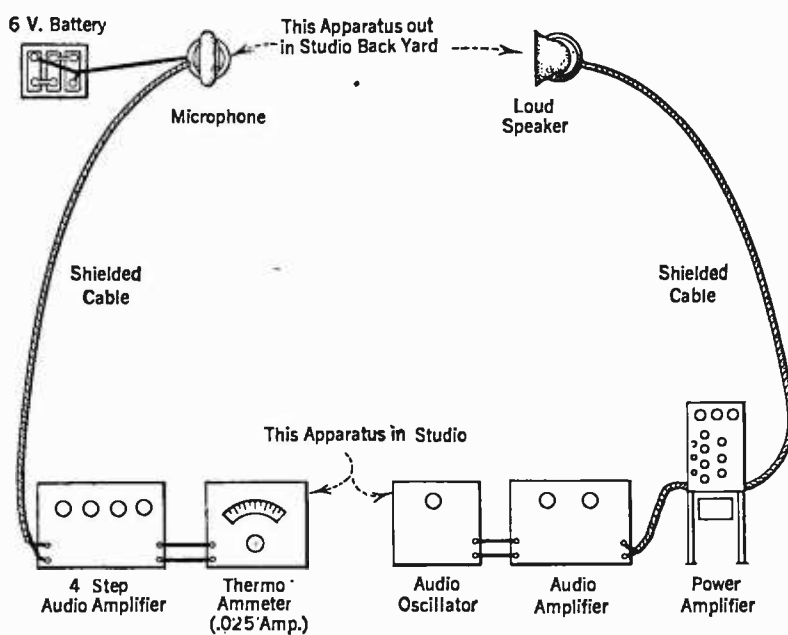 6 V. Battery
This Apparatus out
in Studio Back Yard
Microphone
Loud
Speaker
Shielded
Cable
Shielded
Cable
This Apparatus in Studio
4 Step
Audio Amplifier
Thermo
Ammeter
(.025 Amp.)
Audio
Oscillator
Audio
Amplifier
Power
Amplifier